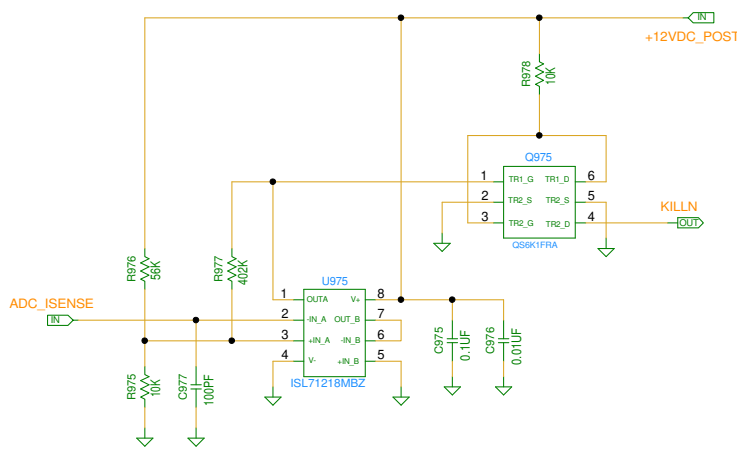 IN
+12VDC_POST
R978
10K
Q975
1 TR1_G TR1_D 6
2 TR2_S TR2_S 5
3 TR2_G TR2_D 4
QS6K1FRA
KILLN
OUT
R976
56K
R977
402K
U975
1 OUTA V+ 8
2 -IN_A OUT_B 7
3 +IN_A -IN_B 6
4 V- +IN_B 5
ISL71218MBZ
ADC_ISENSE
IN
C975
0.1UF
C976
0.01UF
R975
10K
C977
100PF